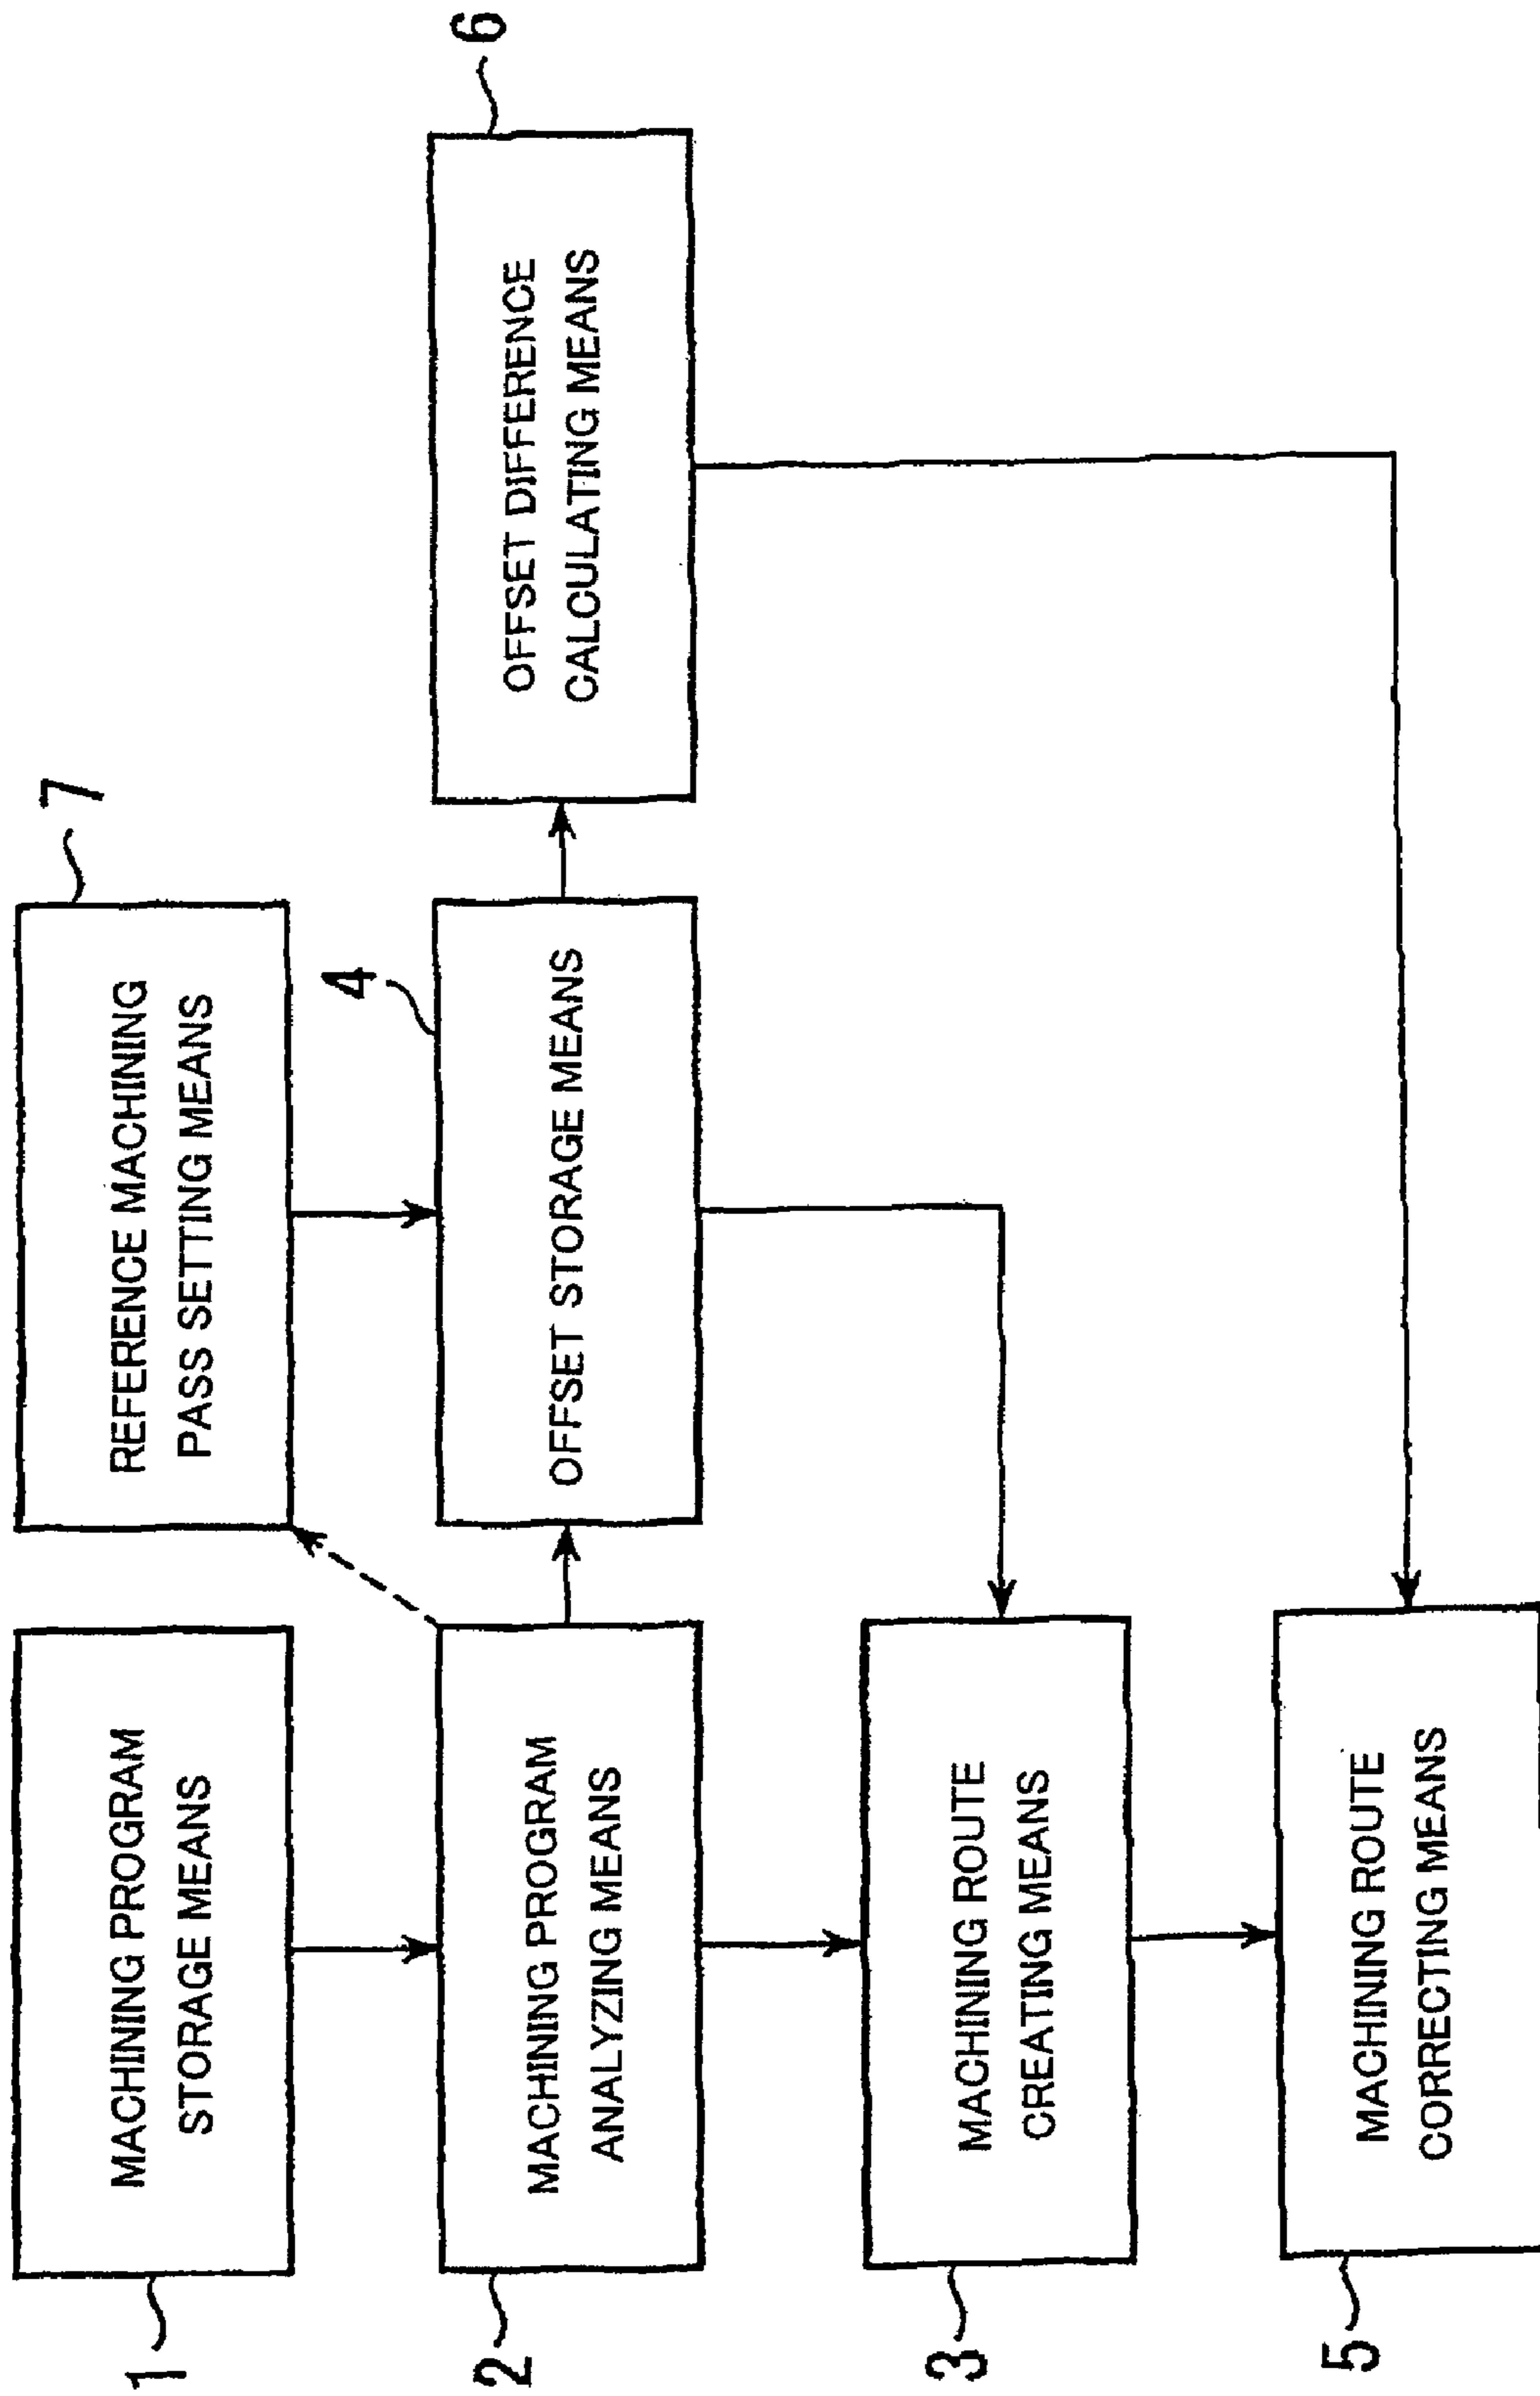 1
MACHINING PROGRAM
STORAGE MEANS
REFERENCE MACHINING
PASS SETTING MEANS
7
2
MACHINING PROGRAM
ANALYZING MEANS
OFFSET STORAGE MEANS
4
OFFSET DIFFERENCE
CALCULATING MEANS
6
3
MACHINING ROUTE
CREATING MEANS
5
MACHINING ROUTE
CORRECTING MEANS